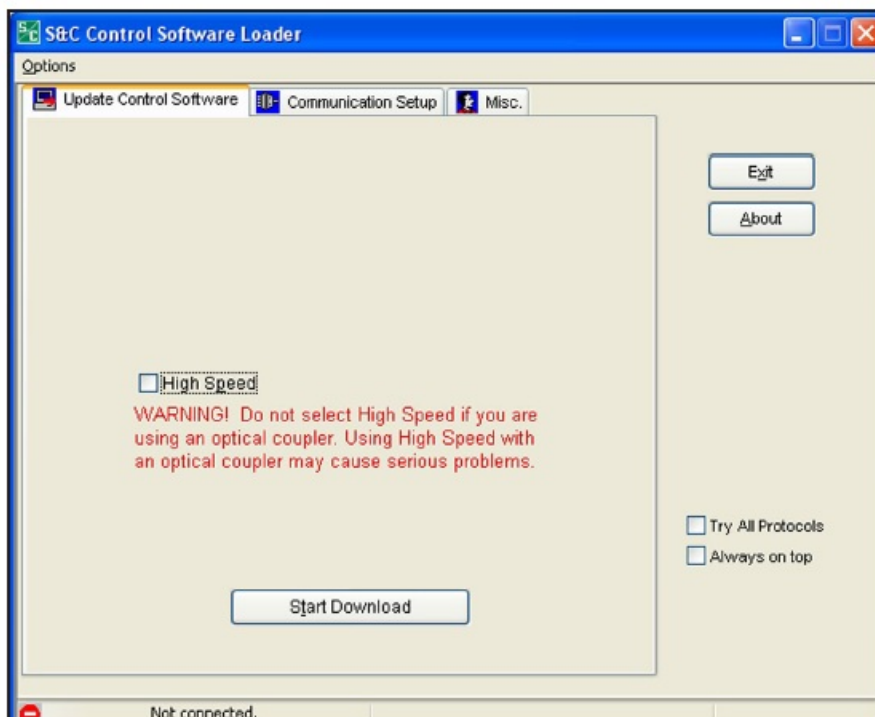 S&C Control Software Loader
Options
Update Control Software
Communication Setup
Misc.
Exit
About
High Speed
WARNING! Do not select High Speed if you are
using an optical coupler. Using High Speed with
an optical coupler may cause serious problems.
Try All Protocols
Always on top
Start Download
Not connected.